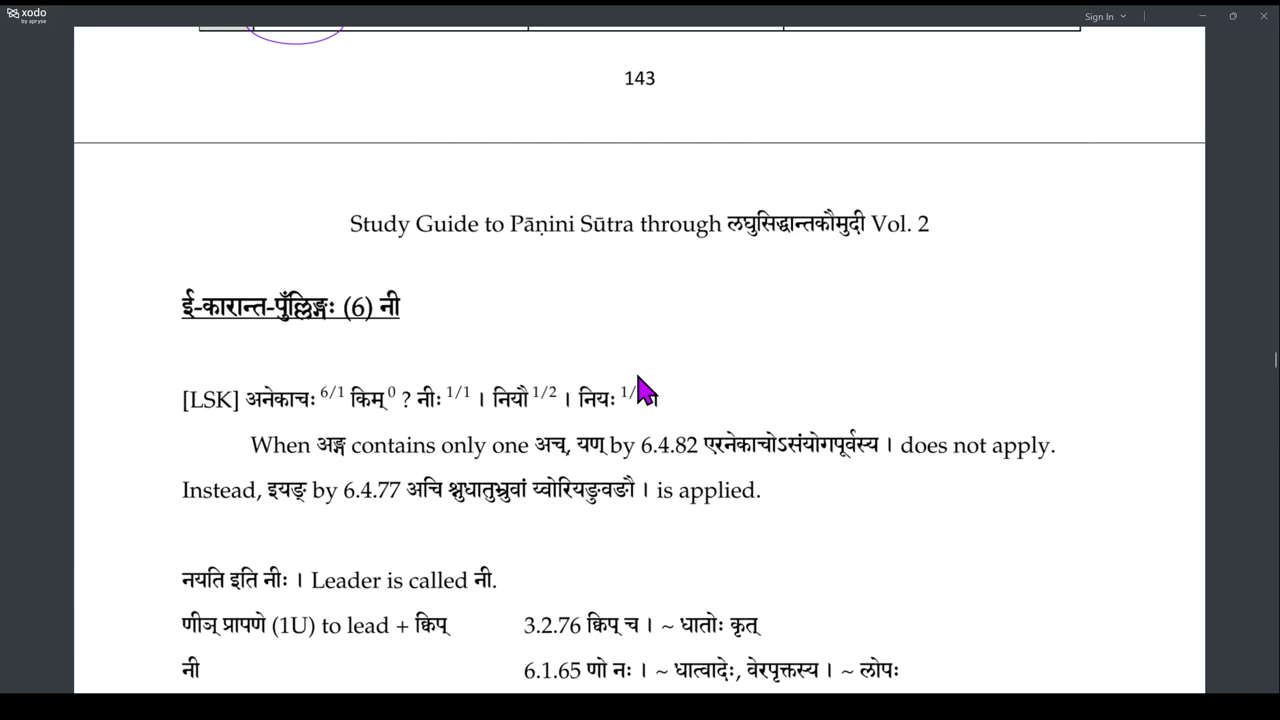 xodo
by apryse
Sign In
143
Study Guide to Pāṇini Sūtra through लघुसिद्धान्तकौमुदी Vol. 2
ई-कारान्त-पुँल्लिङ्गः (6) नी
[LSK] अनेकाचः 6/1 किम् 0 ? नीः 1/1 । नियौ 1/2 । नियः 1/ ।
When अङ्ग contains only one अच्, यण् by 6.4.82 एरनेकाचोऽसंयोगपूर्वस्य । does not apply.
Instead, इयङ् by 6.4.77 अचि श्नुधातुभ्रुवां य्वोरियङुवङौ । is applied.
नयति इति नीः । Leader is called नी.
णीञ् प्रापणे (1U) to lead + क्विप् 3.2.76 क्विप् च । ~ धातोः कृत्
नी 6.1.65 णो नः । ~ धात्वादेः, वेरपृक्तस्य । ~ लोपः